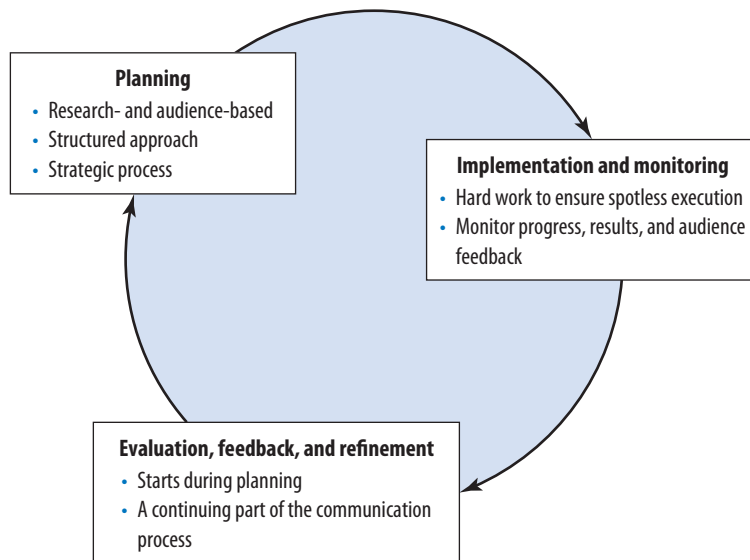 Planning
• Research- and audience-based
• Structured approach
• Strategic process
Implementation and monitoring
• Hard work to ensure spotless execution
• Monitor progress, results, and audience
feedback
Evaluation, feedback, and refinement
• Starts during planning
• A continuing part of the communication
process